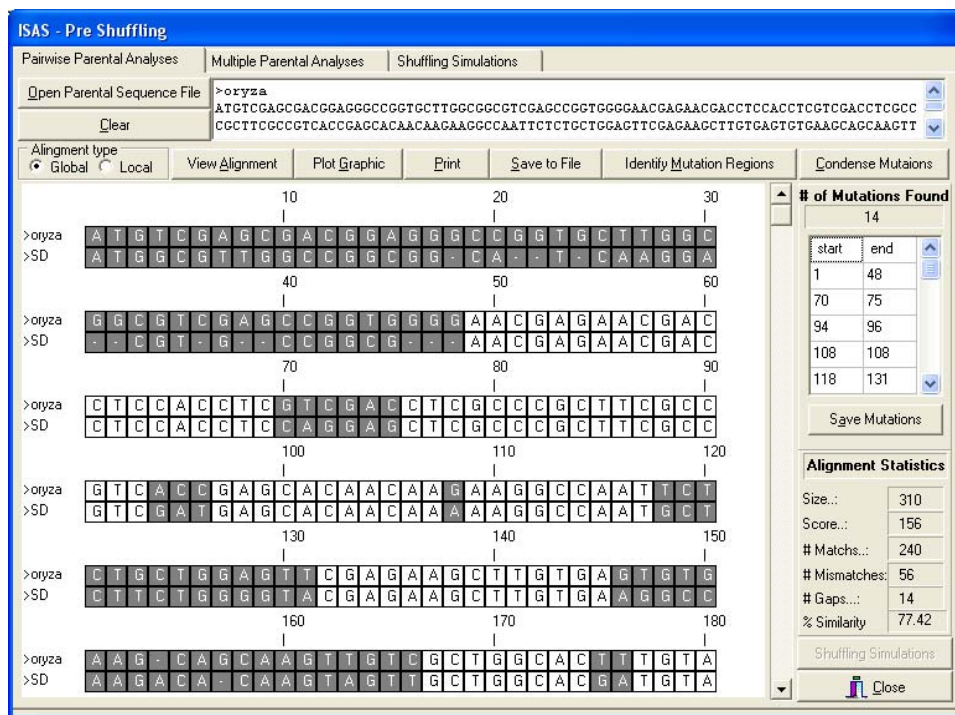 ISAS - Pre Shuffling
Pairwise Parental Analyses
Multiple Parental Analyses
Shuffling Simulations
Open Parental Sequence File
Clear
>oryza
ATGTCGAGCGACGGAGGGCCGGTGCTTGGCGGCGTCGAGCCGGTGGGGAACGAGAACGACCTCCACCTCGTCGACCTCGCC
CGCTTCGCCGTCACCGAGCACAACAAGAAGGCCAATTCTCTGCTGGAGTTCGAGAAGCTTGTGAGTGTGAAGCAGCAAGTT
Alingment type
Global Local
View Alignment
Plot Graphic
Print
Save to File
Identify Mutation Regions
Condense Mutaions
10 20 30
>oryza A T G T C G A G C G A C G G A G G G C C G G T G C T T G G C
>SD A T G G C G T T G G C C G G C G G - C A - - T - C A A G G A
40 50 60
>oryza G G C G T C G A G C C G G T G G G G A A C G A G A A C G A C
>SD - - C G T - G - - C C G G C G - - - A A C G A G A A C G A C
70 80 90
>oryza C T C C A C C T C G T C G A C C T C G C C C G C T T C G C C
>SD C T C C A C C T C C A G G A G C T C G C C C G C T T C G C C
100 110 120
>oryza G T C A C C G A G C A C A A C A A G A A G G C C A A T T C T
>SD G T C G A T G A G C A C A A C A A A A A G G C C A A T G C T
130 140 150
>oryza C T G C T G G A G T T C G A G A A G C T T G T G A G T G T G
>SD C T T C T G G G G T A C G A G A A G C T T G T G A A G G C C
160 170 180
>oryza A A G - C A G C A A G T T G T C G C T G G C A C T T T G T A
>SD A A G A C A - C A A G T A G T T G C T G G C A C G A T G T A
# of Mutations Found
14
start end
1 48
70 75
94 96
108 108
118 131
Save Mutations
Alignment Statistics
Size..: 310
Score..: 156
# Matchs..: 240
# Mismatches: 56
# Gaps...: 14
% Similarity 77.42
Shuffling Simulations
Close